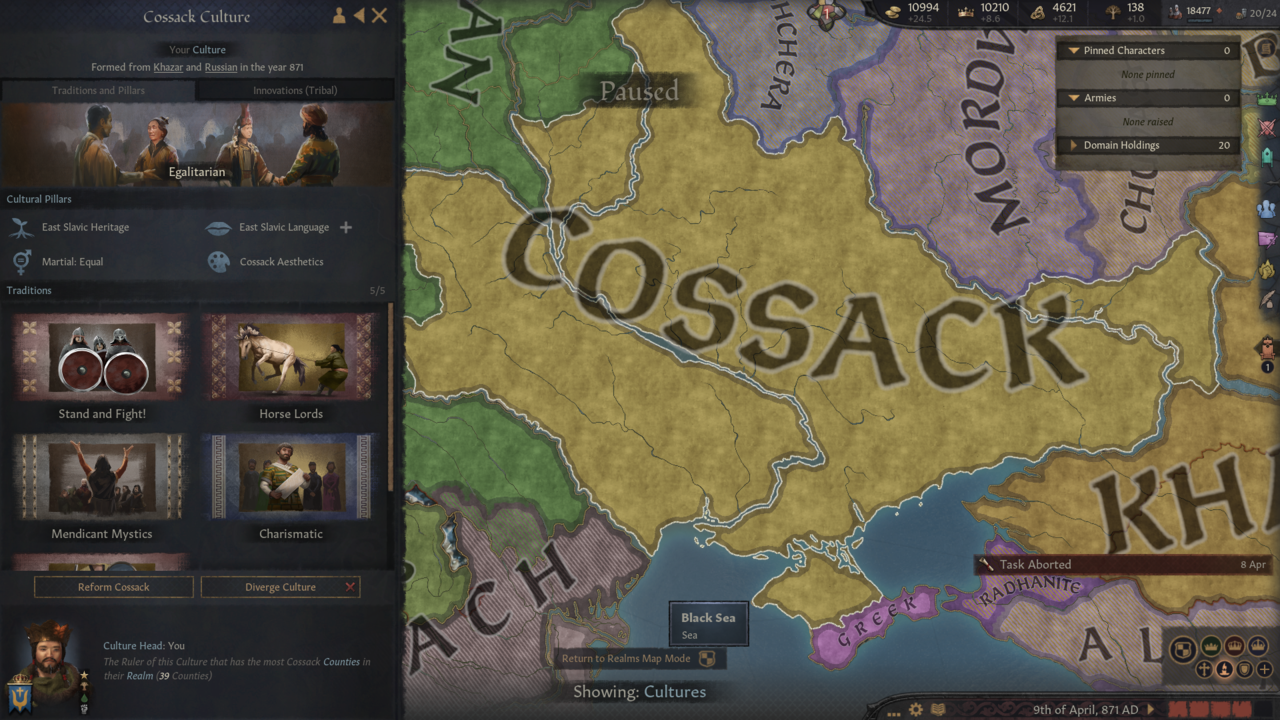 Cossack Culture
Your Culture
Formed from Khazar and Russian in the year 871
Traditions and Pillars
Innovations (Tribal)
Egalitarian
Cultural Pillars
East Slavic Heritage
East Slavic Language
Martial: Equal
Cossack Aesthetics
Traditions
5/5
Stand and Fight!
Horse Lords
Mendicant Mystics
Charismatic
Reform Cossack
Diverge Culture
Culture Head: You
The Ruler of this Culture that has the most Cossack Counties in
their Realm (39 Counties)
Paused
1
10994
+24.5
10210
+8.6
4621
+12.1
138
+1.0
18477
20/24
Pinned Characters
0
None pinned
Armies
0
None raised
Domain Holdings
20
AN
CHERA
MORDV
CHO
COSSACK
KHA
ACH
GREEK
RADHANITE
AL
1
Task Aborted
8 Apr
Black Sea
Sea
Return to Realms Map Mode
Showing: Cultures
9th of April, 871 AD